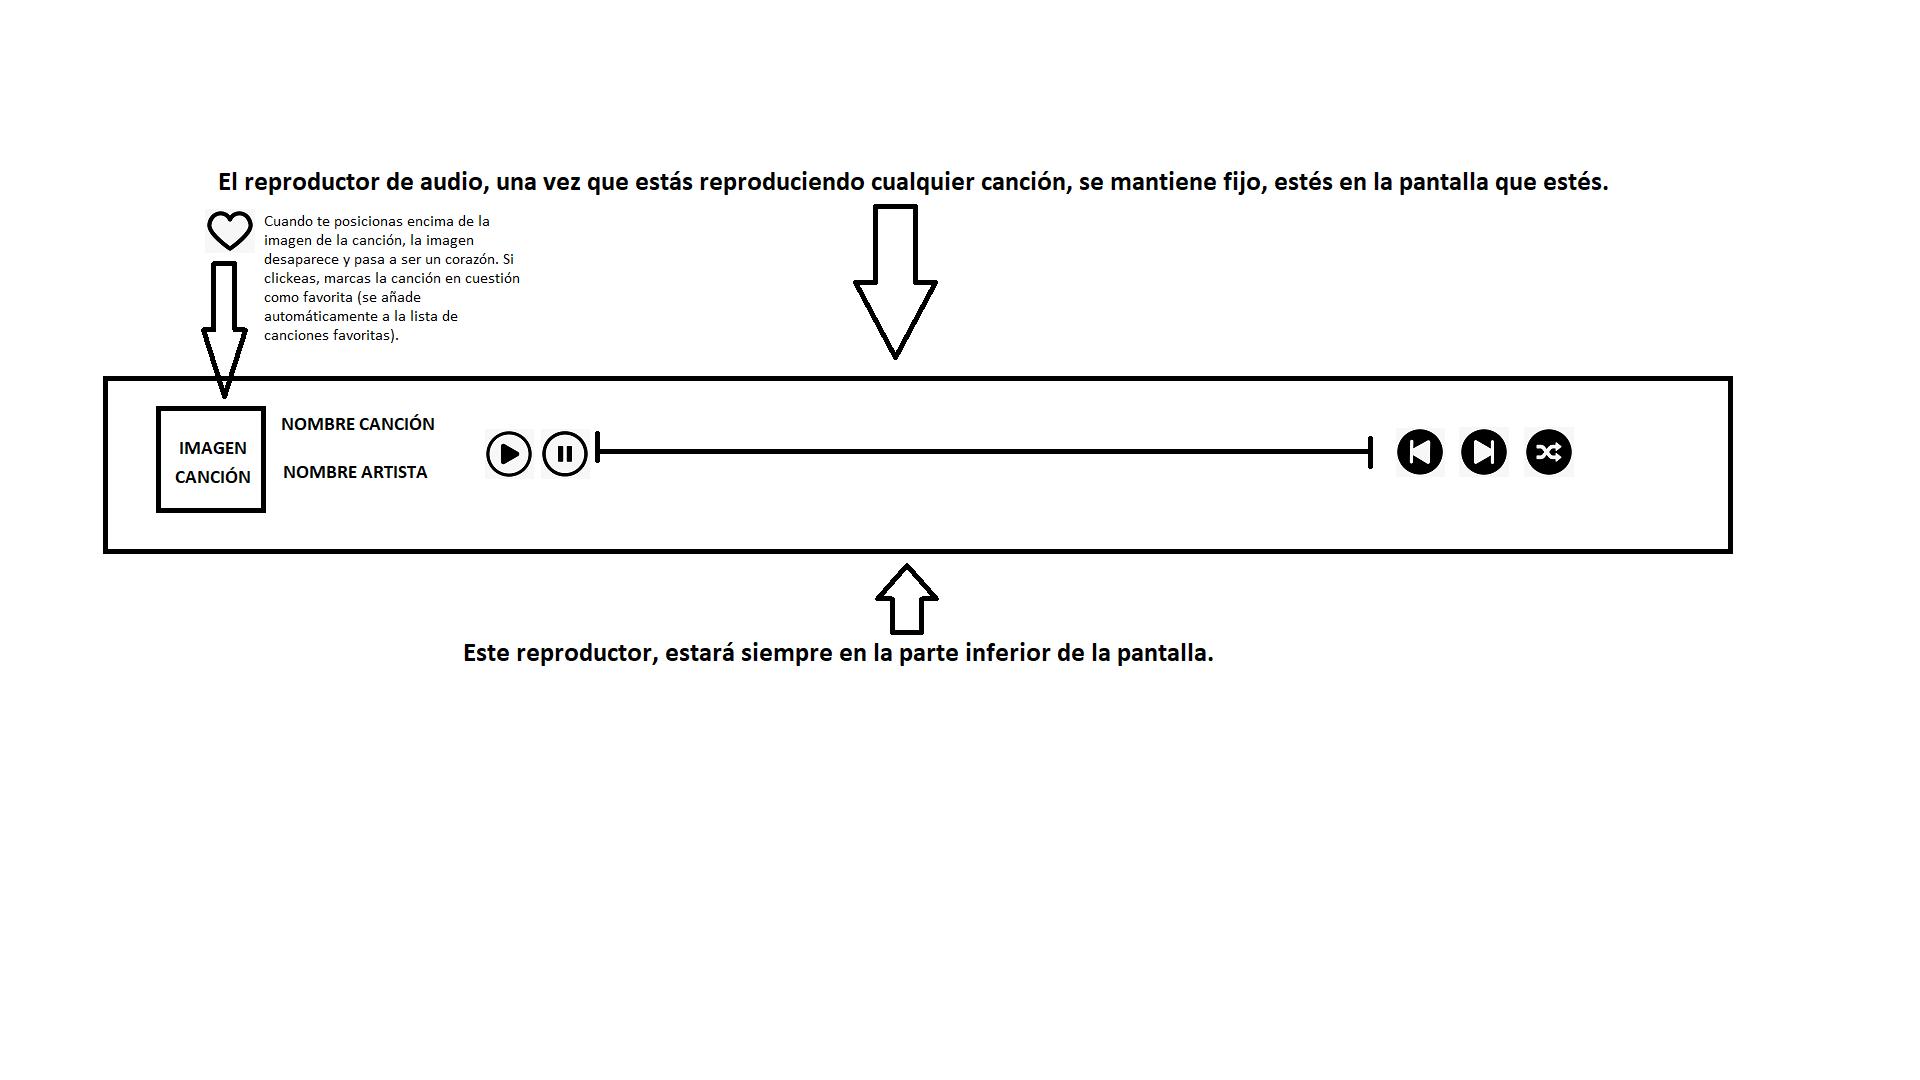 El reproductor de audio, una vez que estás reproduciendo cualquier canción, se mantiene fijo, estés en la pantalla que estés.
Cuando te posicionas encima de la
imagen de la canción, la imagen
desaparece y pasa a ser un corazón. Si
clickeas, marcas la canción en cuestión
como favorita (se añade
automáticamente a la lista de
canciones favoritas).
IMAGEN
CANCIÓN
NOMBRE CANCIÓN
NOMBRE ARTISTA
Este reproductor, estará siempre en la parte inferior de la pantalla.